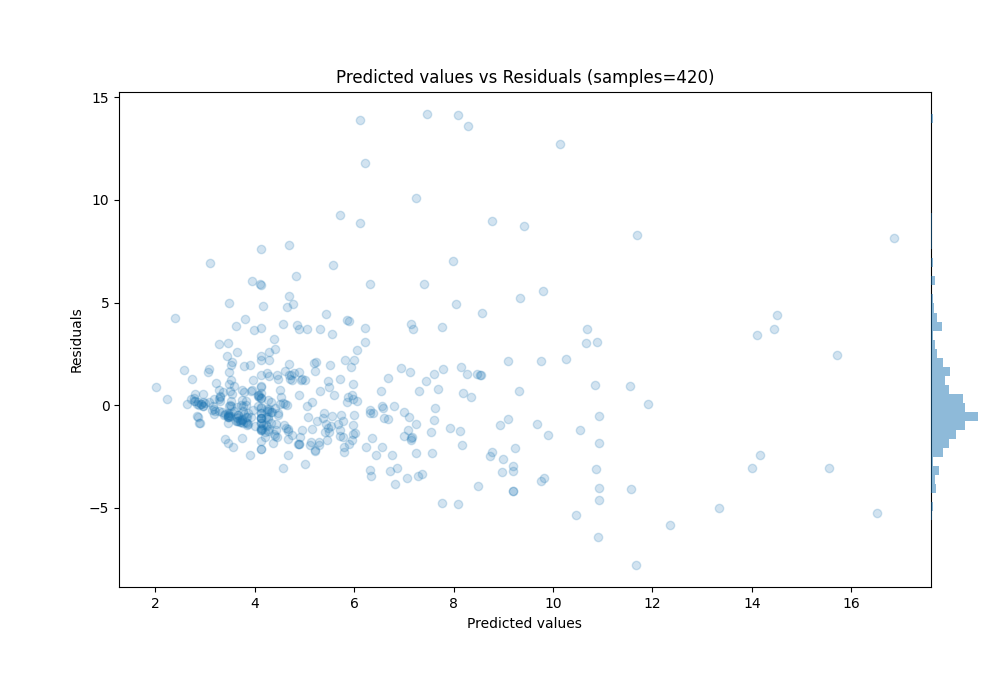 Predicted values vs Residuals (samples=420)
15
10
5
0
−5
Residuals
2 4 6 8 10 12 14 16
Predicted values